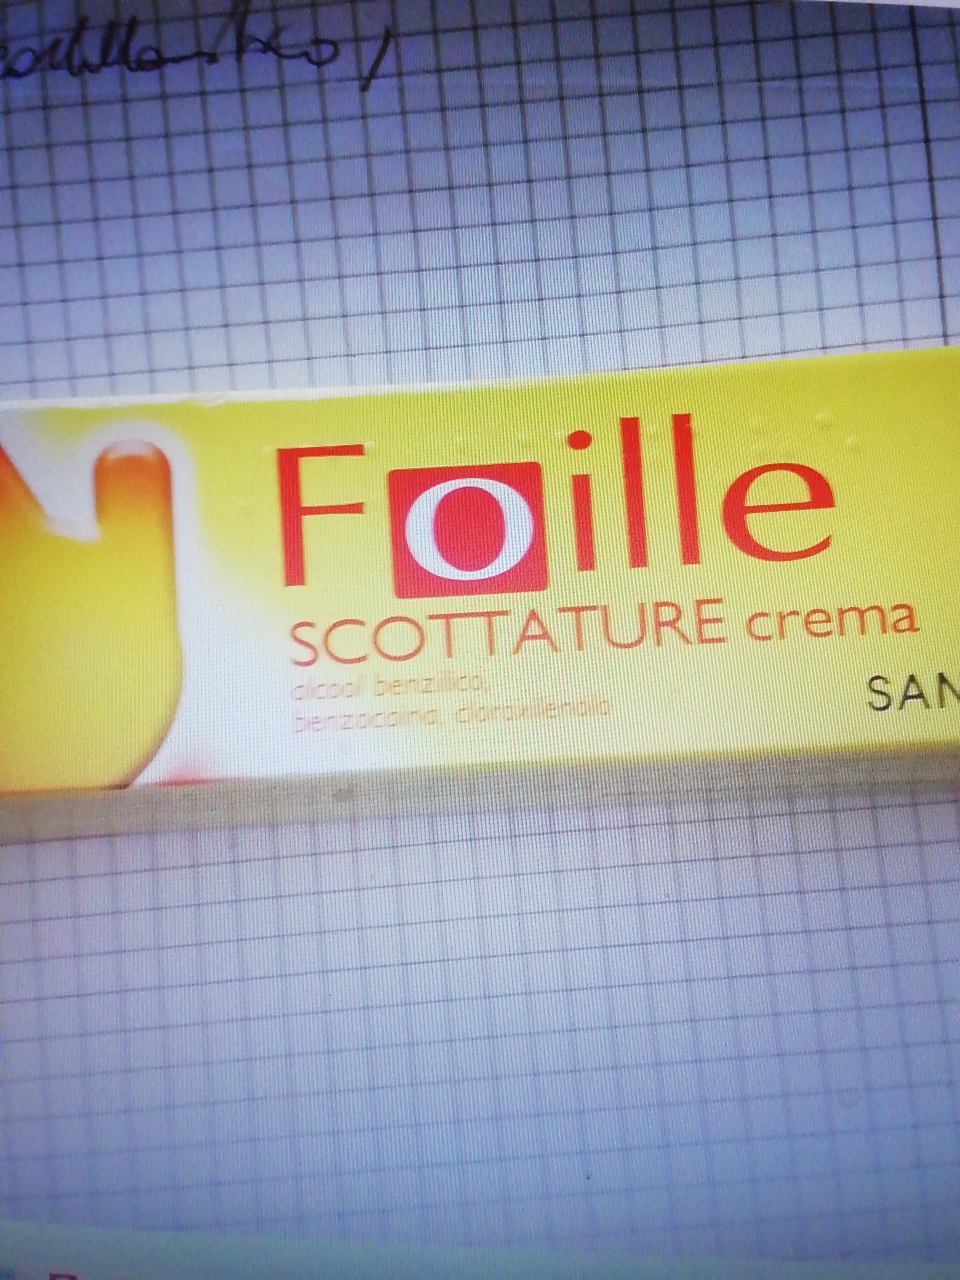 Foille
SCOTTATURE crema
alcool benzilico,
benzocaina, cloroxilenolo
SAN